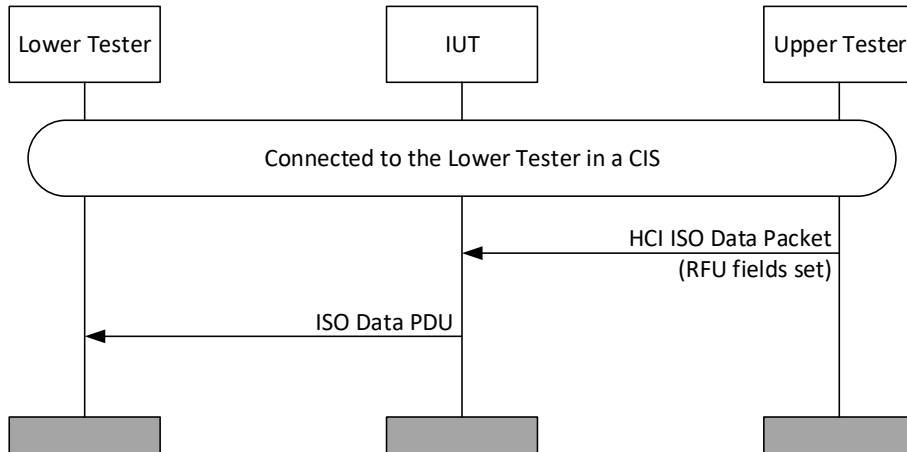 Lower Tester
IUT
Upper Tester
Connected to the Lower Tester in a CIS
HCI ISO Data Packet
(RFU fields set)
ISO Data PDU